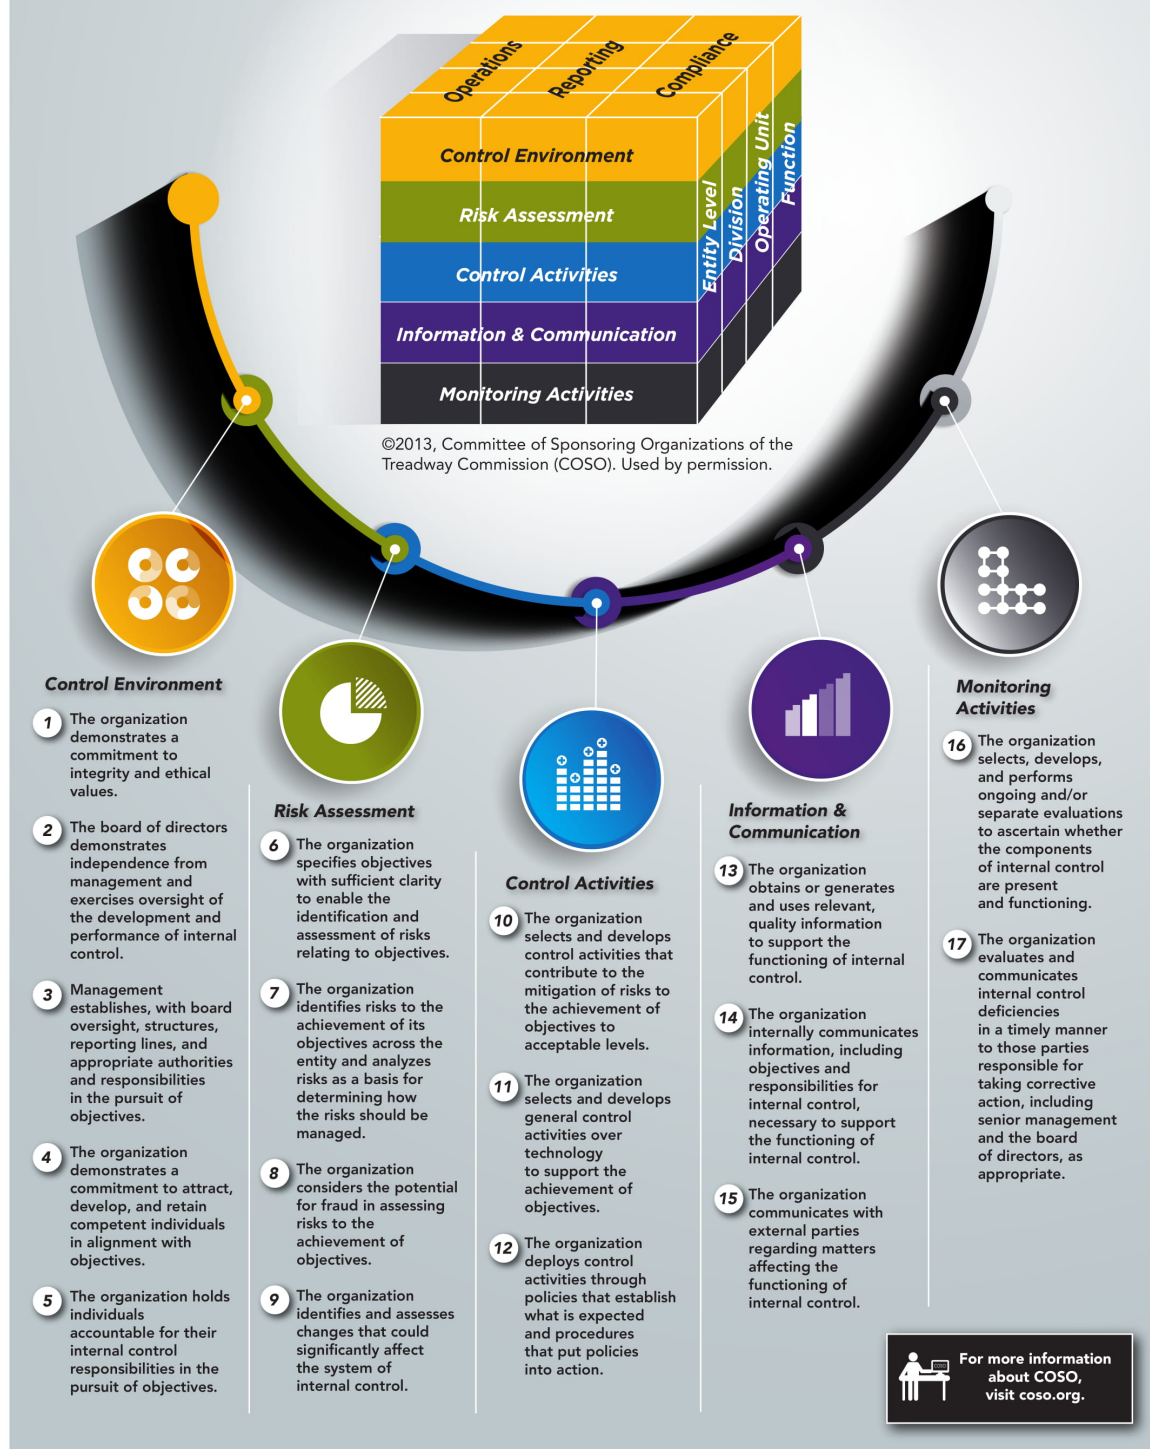 Operations
Reporting
Compliance
Control Environment
Risk Assessment
Control Activities
Information & Communication
Monitoring Activities
Entity Level
Division
Operating Unit
Function
©2013, Committee of Sponsoring Organizations of the
Treadway Commission (COSO). Used by permission.
Control Environment
1 The organization
demonstrates a
commitment to
integrity and ethical
values.
2 The board of directors
demonstrates
independence from
management and
exercises oversight of
the development and
performance of internal
control.
3 Management
establishes, with board
oversight, structures,
reporting lines, and
appropriate authorities
and responsibilities
in the pursuit of
objectives.
4 The organization
demonstrates a
commitment to attract,
develop, and retain
competent individuals
in alignment with
objectives.
5 The organization holds
individuals
accountable for their
internal control
responsibilities in the
pursuit of objectives.
Risk Assessment
6 The organization
specifies objectives
with sufficient clarity
to enable the
identification and
assessment of risks
relating to objectives.
7 The organization
identifies risks to the
achievement of its
objectives across the
entity and analyzes
risks as a basis for
determining how
the risks should be
managed.
8 The organization
considers the potential
for fraud in assessing
risks to the
achievement of
objectives.
9 The organization
identifies and assesses
changes that could
significantly affect
the system of
internal control.
Control Activities
10 The organization
selects and develops
control activities that
contribute to the
mitigation of risks to
the achievement of
objectives to
acceptable levels.
11 The organization
selects and develops
general control
activities over
technology
to support the
achievement of
objectives.
12 The organization
deploys control
activities through
policies that establish
what is expected
and procedures
that put policies
into action.
Information &
Communication
13 The organization
obtains or generates
and uses relevant,
quality information
to support the
functioning of internal
control.
14 The organization
internally communicates
information, including
objectives and
responsibilities for
internal control,
necessary to support
the functioning of
internal control.
15 The organization
communicates with
external parties
regarding matters
affecting the
functioning of
internal control.
Monitoring
Activities
16 The organization
selects, develops,
and performs
ongoing and/or
separate evaluations
to ascertain whether
the components
of internal control
are present
and functioning.
17 The organization
evaluates and
communicates
internal control
deficiencies
in a timely manner
to those parties
responsible for
taking corrective
action, including
senior management
and the board
of directors, as
appropriate.
COSO
For more information
about COSO,
visit coso.org.